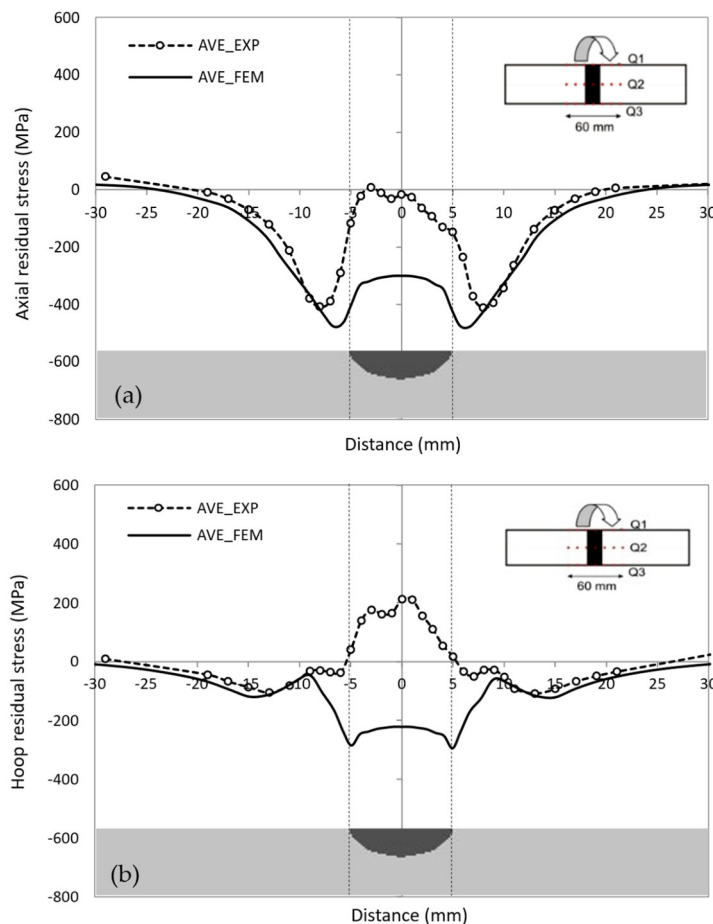 600
AVE_EXP
AVE_FEM
Q1
Q2
Q3
60 mm
400
200
0
-30 -25 -20 -15 -10 -5 0 5 10 15 20 25 30
-200
-400
-600
-800
Axial residual stress (MPa)
(a)
Distance (mm)
600
AVE_EXP
AVE_FEM
Q1
Q2
Q3
60 mm
400
200
0
-30 -25 -20 -15 -10 -5 0 5 10 15 20 25 30
-200
-400
-600
-800
Hoop residual stress (MPa)
(b)
Distance (mm)